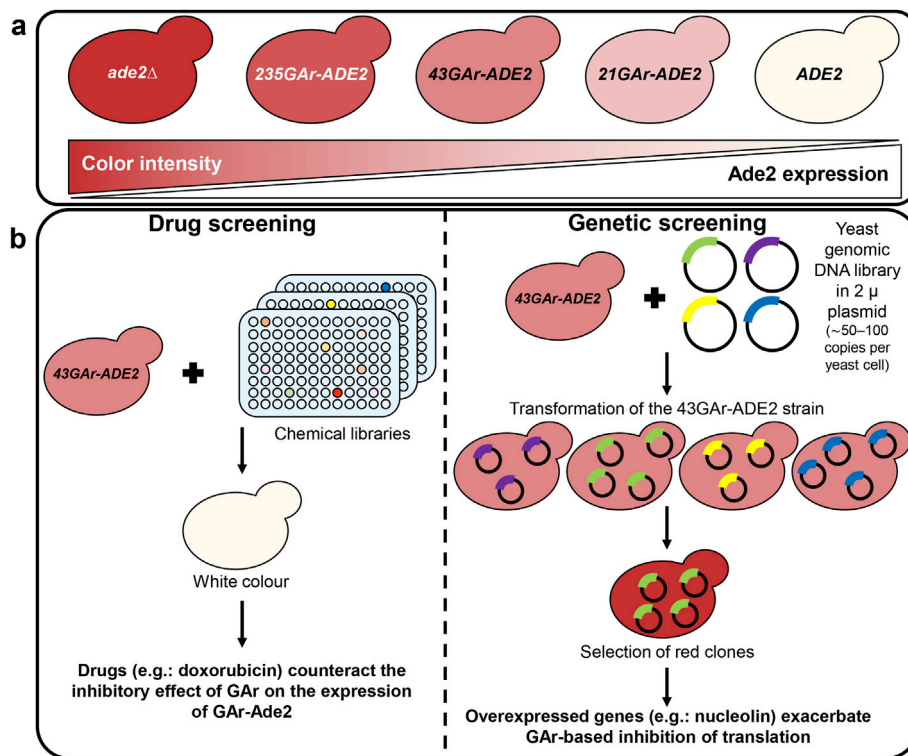 a
ade2Δ
235GAr-ADE2
43GAr-ADE2
21GAr-ADE2
ADE2
Color intensity
Ade2 expression
b
Drug screening
43GAr-ADE2
Chemical libraries
White colour
Drugs (e.g.: doxorubicin) counteract the
inhibitory effect of GAr on the expression
of GAr-Ade2
Genetic screening
43GAr-ADE2
Yeast
genomic
DNA library
in 2 µ
plasmid
(~50–100
copies per
yeast cell)
Transformation of the 43GAr-ADE2 strain
Selection of red clones
Overexpressed genes (e.g.: nucleolin) exacerbate
GAr-based inhibition of translation